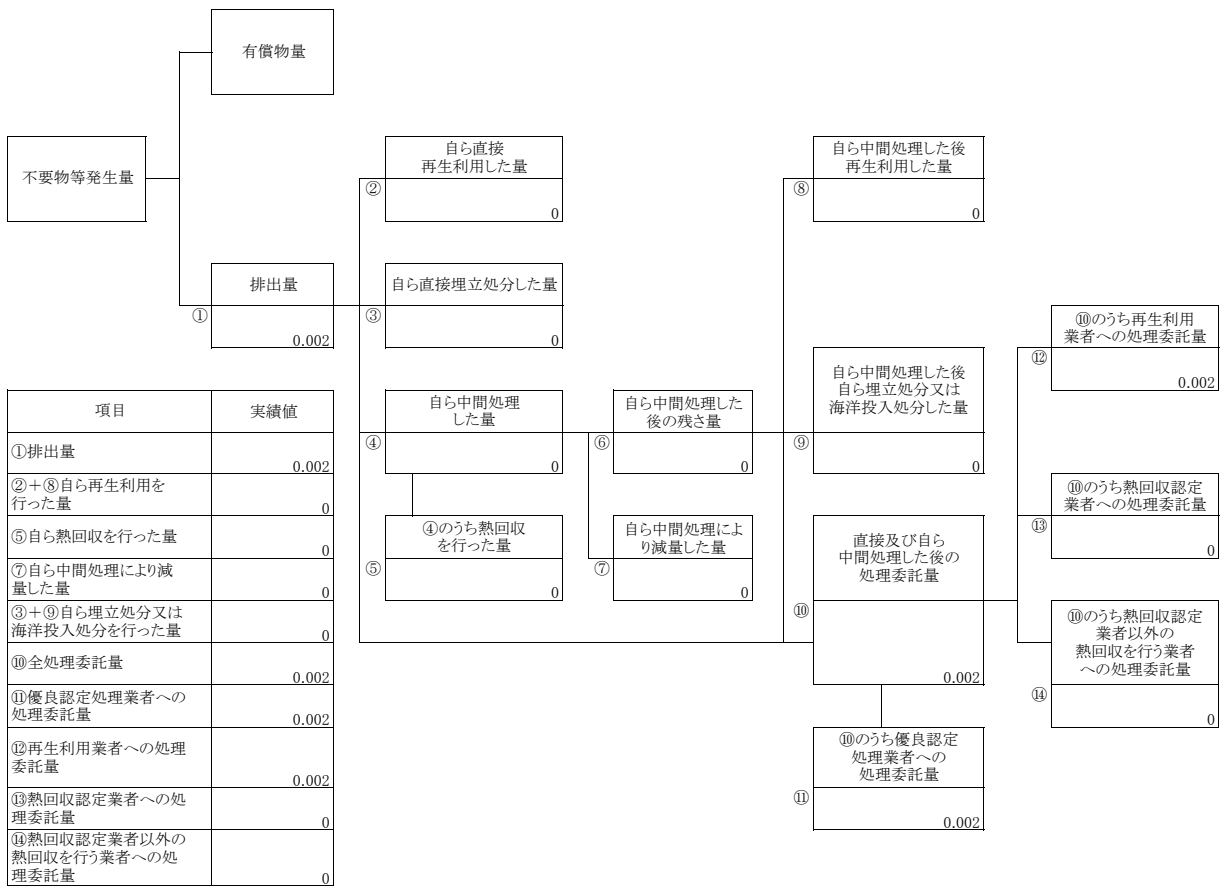 有償物量
不要物等発生量
自ら直接
再生利用した量
②
0
自ら中間処理した後
再生利用した量
⑧
0
排出量
①
0.002
自ら直接埋立処分した量
③
0
⑩のうち再生利用
業者への処理委託量
⑫
0.002
自ら中間処理
した量
④
0
自ら中間処理した
後の残さ量
⑥
0
自ら中間処理した後
自ら埋立処分又は
海洋投入処分した量
⑨
0
⑩のうち熱回収認定
業者への処理委託量
⑬
0
④のうち熱回収
を行った量
⑤
0
自ら中間処理によ
り減量した量
⑦
0
直接及び自ら
中間処理した後の
処理委託量
⑩
0.002
⑩のうち熱回収認定
業者以外の
熱回収を行う業者
への処理委託量
⑭
0
⑩のうち優良認定
処理業者への
処理委託量
⑪
0.002
項目 実績値
①排出量
0.002
②+⑧自ら再生利用を
行った量
0
⑤自ら熱回収を行った量
0
⑦自ら中間処理により減
量した量
0
③+⑨自ら埋立処分又は
海洋投入処分を行った量
0
⑩全処理委託量
0.002
⑪優良認定処理業者への
処理委託量
0.002
⑫再生利用業者への処理
委託量
0.002
⑬熱回収認定業者への処
理委託量
0
⑭熱回収認定業者以外の
熱回収を行う業者への処
理委託量
0